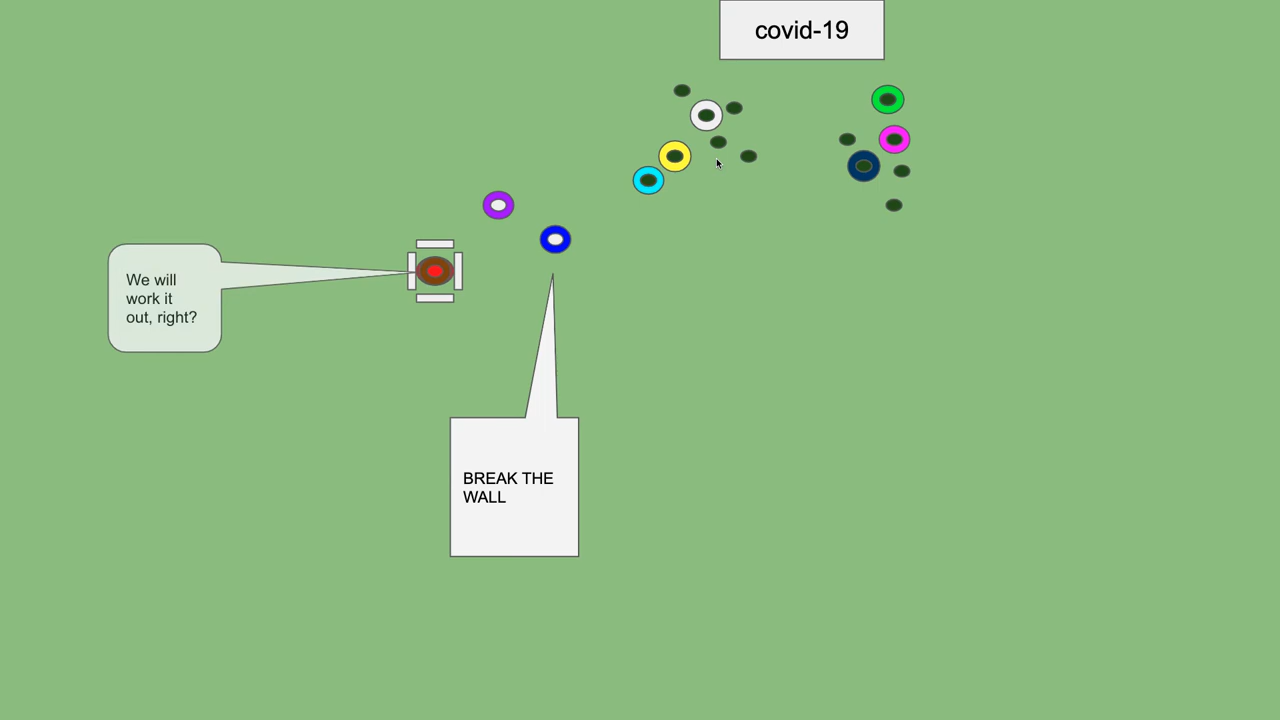 covid-19
We will
work it
out, right?
BREAK THE
WALL